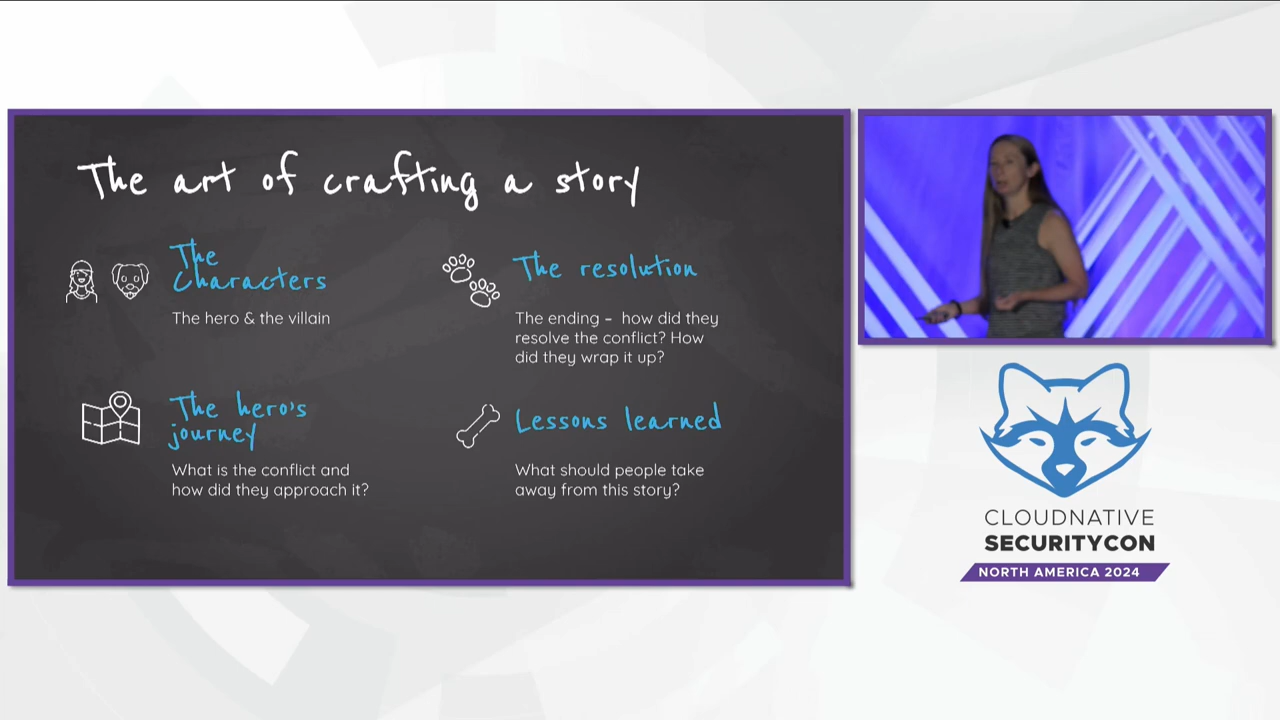 The art of crafting a story
The
Characters
The hero & the villain
The hero's
journey
What is the conflict and
how did they approach it?
The resolution
The ending – how did they
resolve the conflict? How
did they wrap it up?
Lessons learned
What should people take
away from this story?
CLOUDNATIVE
SECURITYCON
NORTH AMERICA 2024